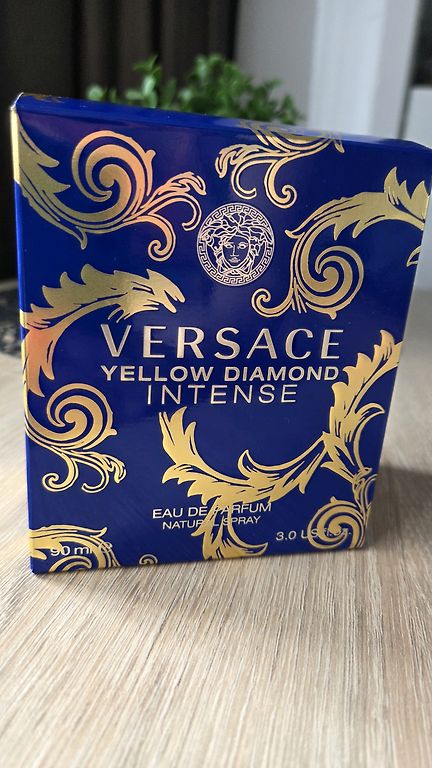 VERSACE
YELLOW DIAMOND
INTENSE
EAU DE PARFUM
NATURAL SPRAY
90 ml e
3.0 US